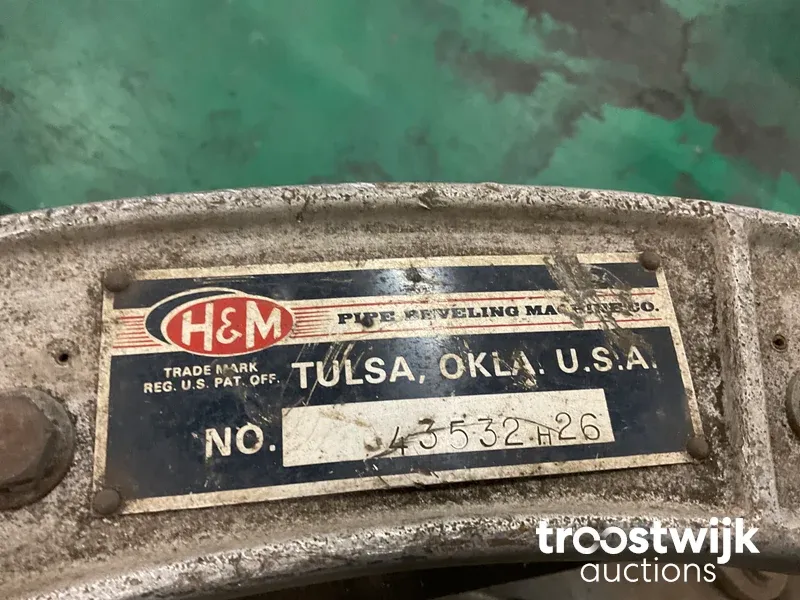 H&M
PIPE BEVELING MACHINE CO.
TRADE MARK
REG. U.S. PAT. OFF.
TULSA, OKLA. U.S.A.
NO. 43532 H 26
troostwijk
auctions